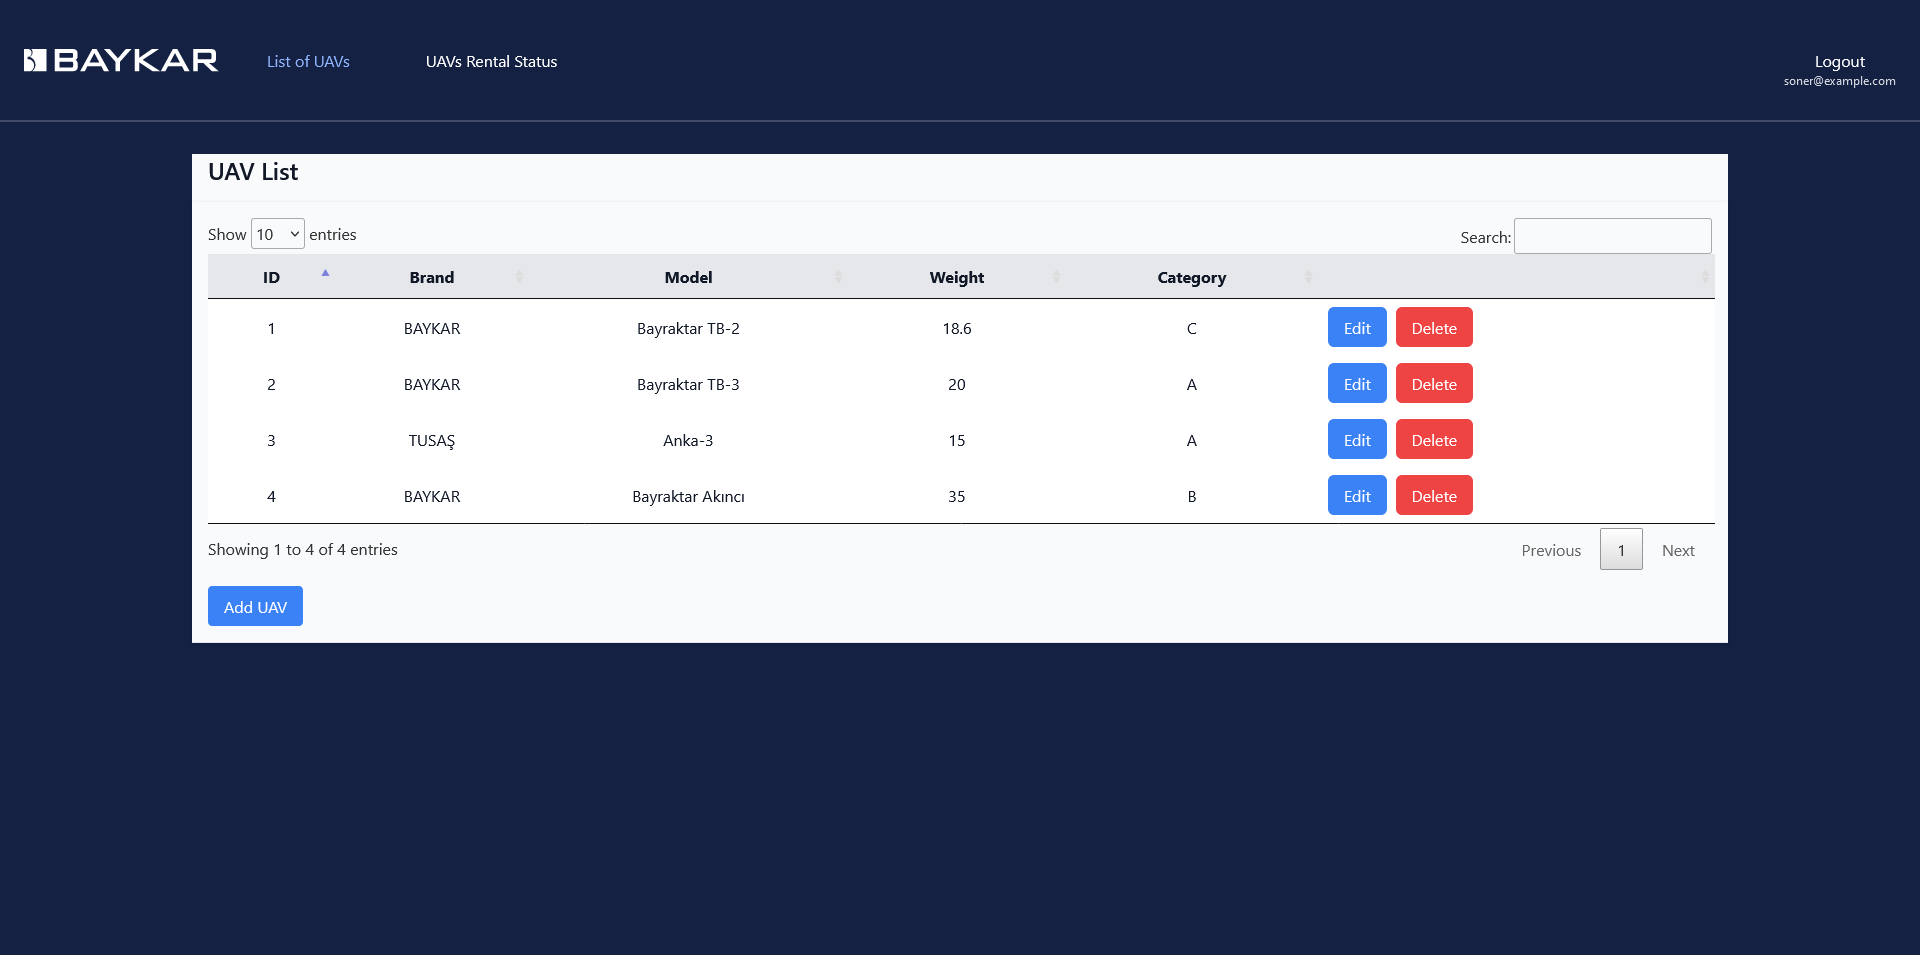 BAYKAR List of UAVs UAVs Rental Status Logout
soner@example.com
UAV List
Show 10 entries Search:
ID Brand Model Weight Category
1 BAYKAR Bayraktar TB-2 18.6 C Edit Delete
2 BAYKAR Bayraktar TB-3 20 A Edit Delete
3 TUSAŞ Anka-3 15 A Edit Delete
4 BAYKAR Bayraktar Akıncı 35 B Edit Delete
Showing 1 to 4 of 4 entries Previous 1 Next
Add UAV